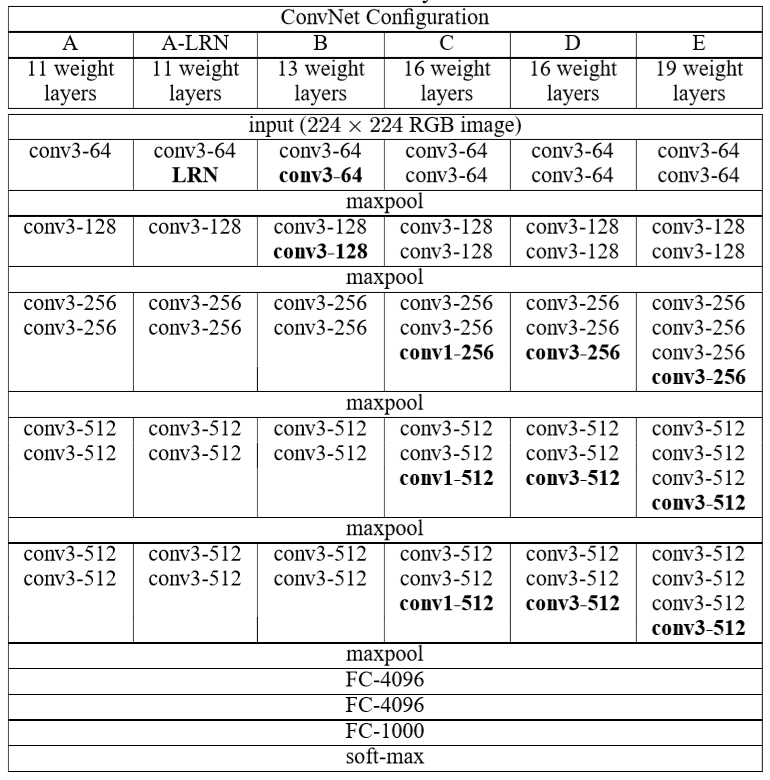 ConvNet Configuration
A A-LRN B C D E
11 weight layers 11 weight layers 13 weight layers 16 weight layers 16 weight layers 19 weight layers
input (224 × 224 RGB image)
conv3-64 conv3-64 conv3-64 conv3-64 conv3-64 conv3-64
LRN conv3-64 conv3-64 conv3-64 conv3-64
maxpool
conv3-128 conv3-128 conv3-128 conv3-128 conv3-128 conv3-128
conv3-128 conv3-128 conv3-128 conv3-128
maxpool
conv3-256 conv3-256 conv3-256 conv3-256 conv3-256 conv3-256
conv3-256 conv3-256 conv3-256 conv3-256 conv3-256 conv3-256
conv1-256 conv3-256 conv3-256
conv3-256
maxpool
conv3-512 conv3-512 conv3-512 conv3-512 conv3-512 conv3-512
conv3-512 conv3-512 conv3-512 conv3-512 conv3-512 conv3-512
conv1-512 conv3-512 conv3-512
conv3-512
maxpool
conv3-512 conv3-512 conv3-512 conv3-512 conv3-512 conv3-512
conv3-512 conv3-512 conv3-512 conv3-512 conv3-512 conv3-512
conv1-512 conv3-512 conv3-512
conv3-512
maxpool
FC-4096
FC-4096
FC-1000
soft-max